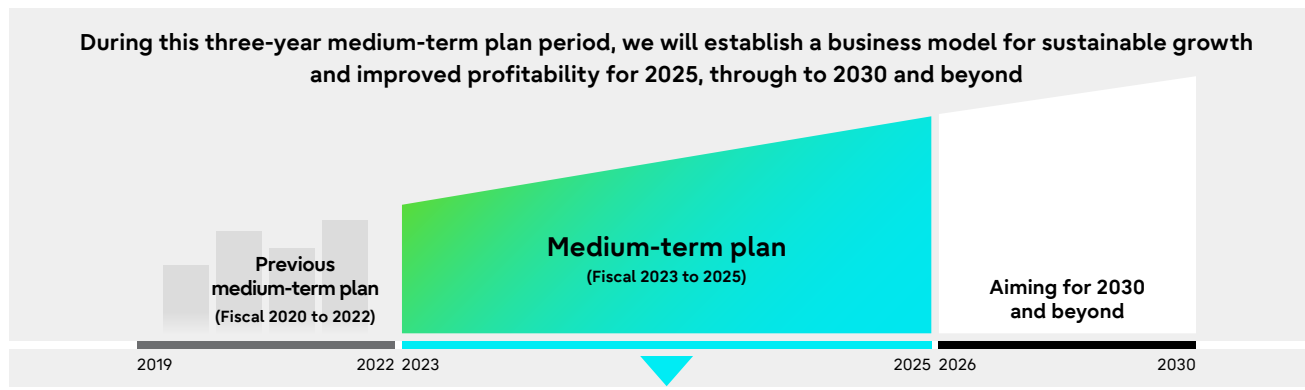 During this three-year medium-term plan period, we will establish a business model for sustainable growth
and improved profitability for 2025, through to 2030 and beyond
Previous
medium-term plan
(Fiscal 2020 to 2022)
Medium-term plan
(Fiscal 2023 to 2025)
Aiming for 2030
and beyond
2019 2022 2023 2025 2026 2030